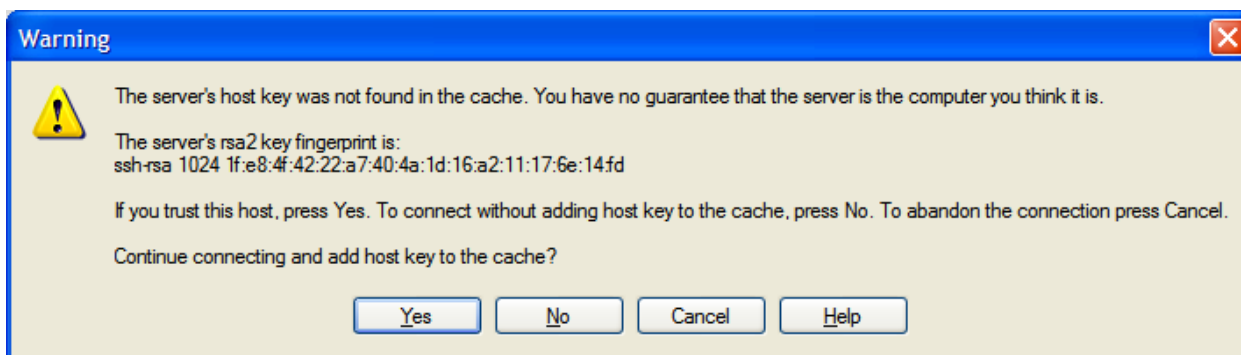 Warning
The server's host key was not found in the cache. You have no guarantee that the server is the computer you think it is.
The server's rsa2 key fingerprint is:
ssh-rsa 1024 1f:e8:4f:42:22:a7:40:4a:1d:16:a2:11:17:6e:14:fd
If you trust this host, press Yes. To connect without adding host key to the cache, press No. To abandon the connection press Cancel.
Continue connecting and add host key to the cache?
Yes No Cancel Help